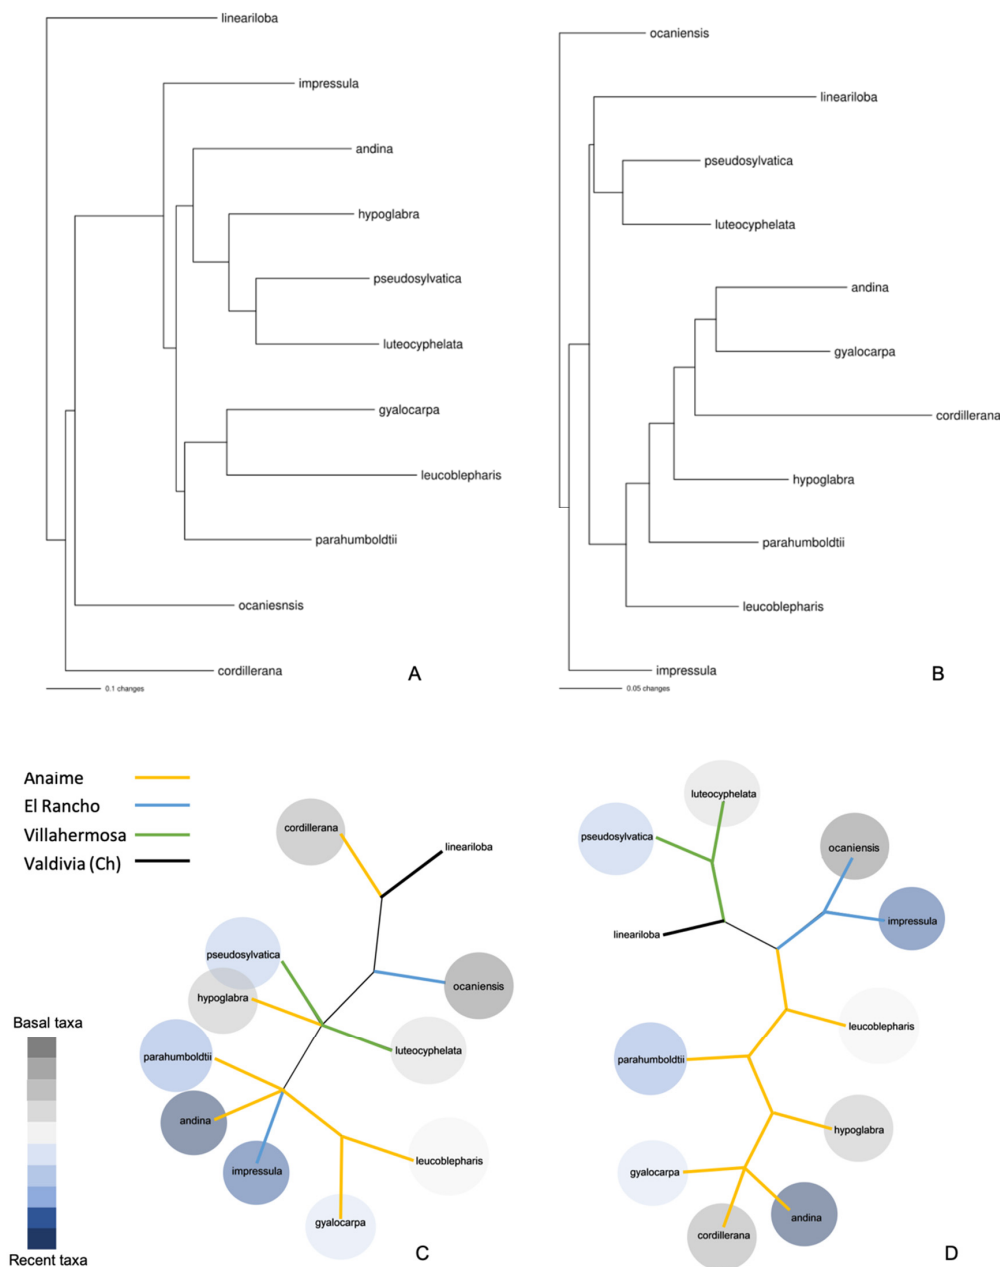 lineariloba
impressula
andina
hypoglabra
pseudosylvatica
luteocyphelata
gyalocarpa
leucoblepharis
parahumboldtii
ocaniesnsis
cordillerana
A
0.1 changes
ocaniensis
lineariloba
pseudosylvatica
luteocyphelata
andina
gyalocarpa
cordillerana
hypoglabra
parahumboldtii
leucoblepharis
impressula
B
0.05 changes
Anaime
El Rancho
Villahermosa
Valdivia (Ch)
Basal taxa
Recent taxa
cordillerana
lineariloba
pseudosylvatica
ocaniensis
hypoglabra
luteocyphelata
parahumboldtii
andina
leucoblepharis
impressula
gyalocarpa
C
luteocyphelata
pseudosylvatica
ocaniensis
impressula
lineariloba
leucoblepharis
parahumboldtii
hypoglabra
gyalocarpa
andina
cordillerana
D